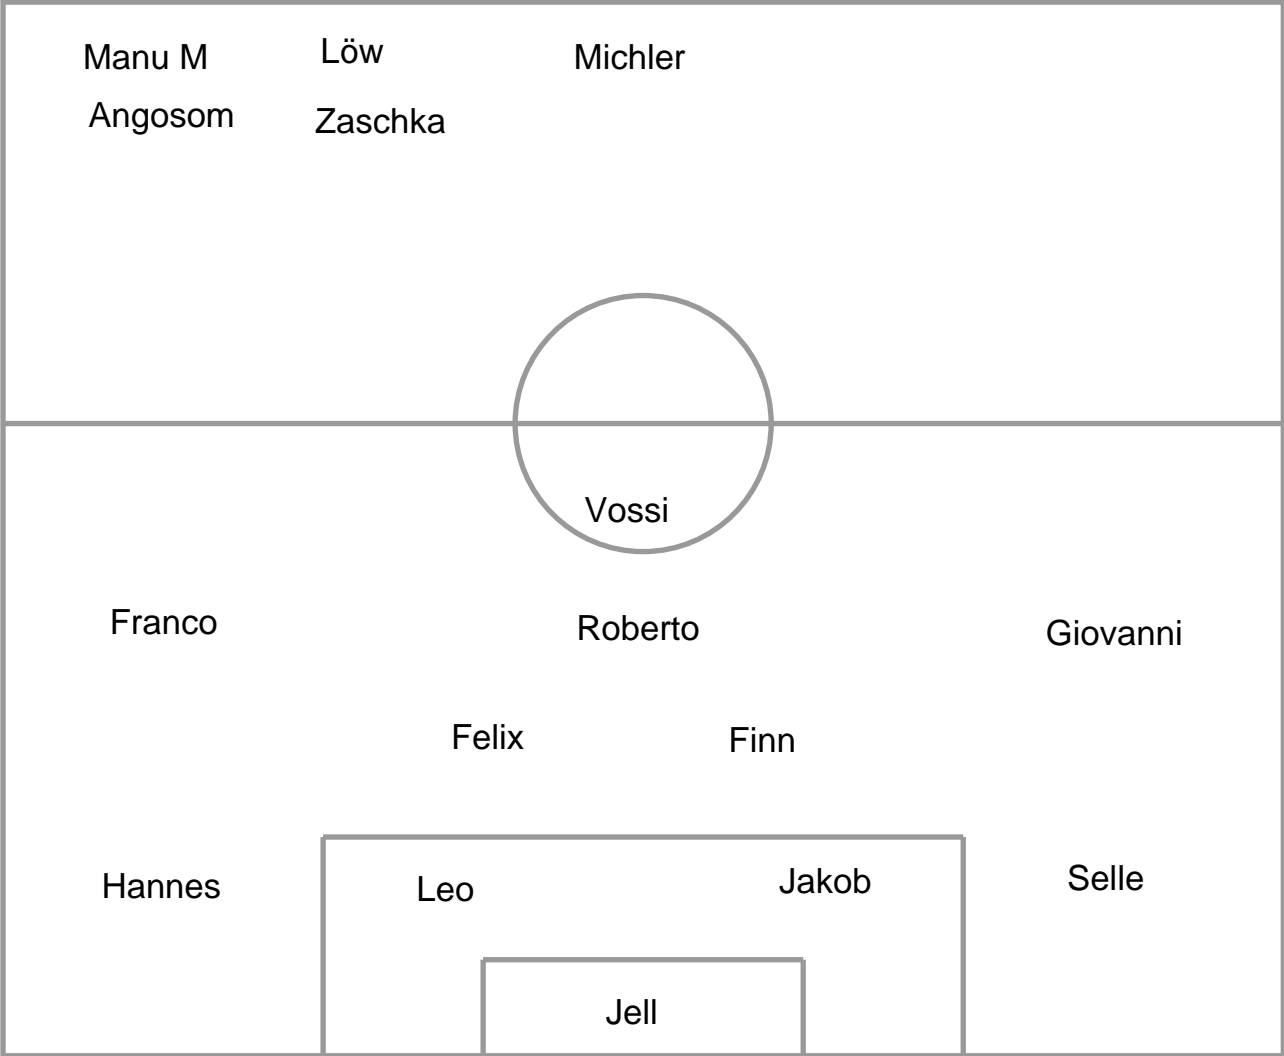 Manu M Löw Michler
Angosom Zaschka
Vossi
Franco Roberto Giovanni
Felix Finn
Hannes Leo Jakob Selle
Jell